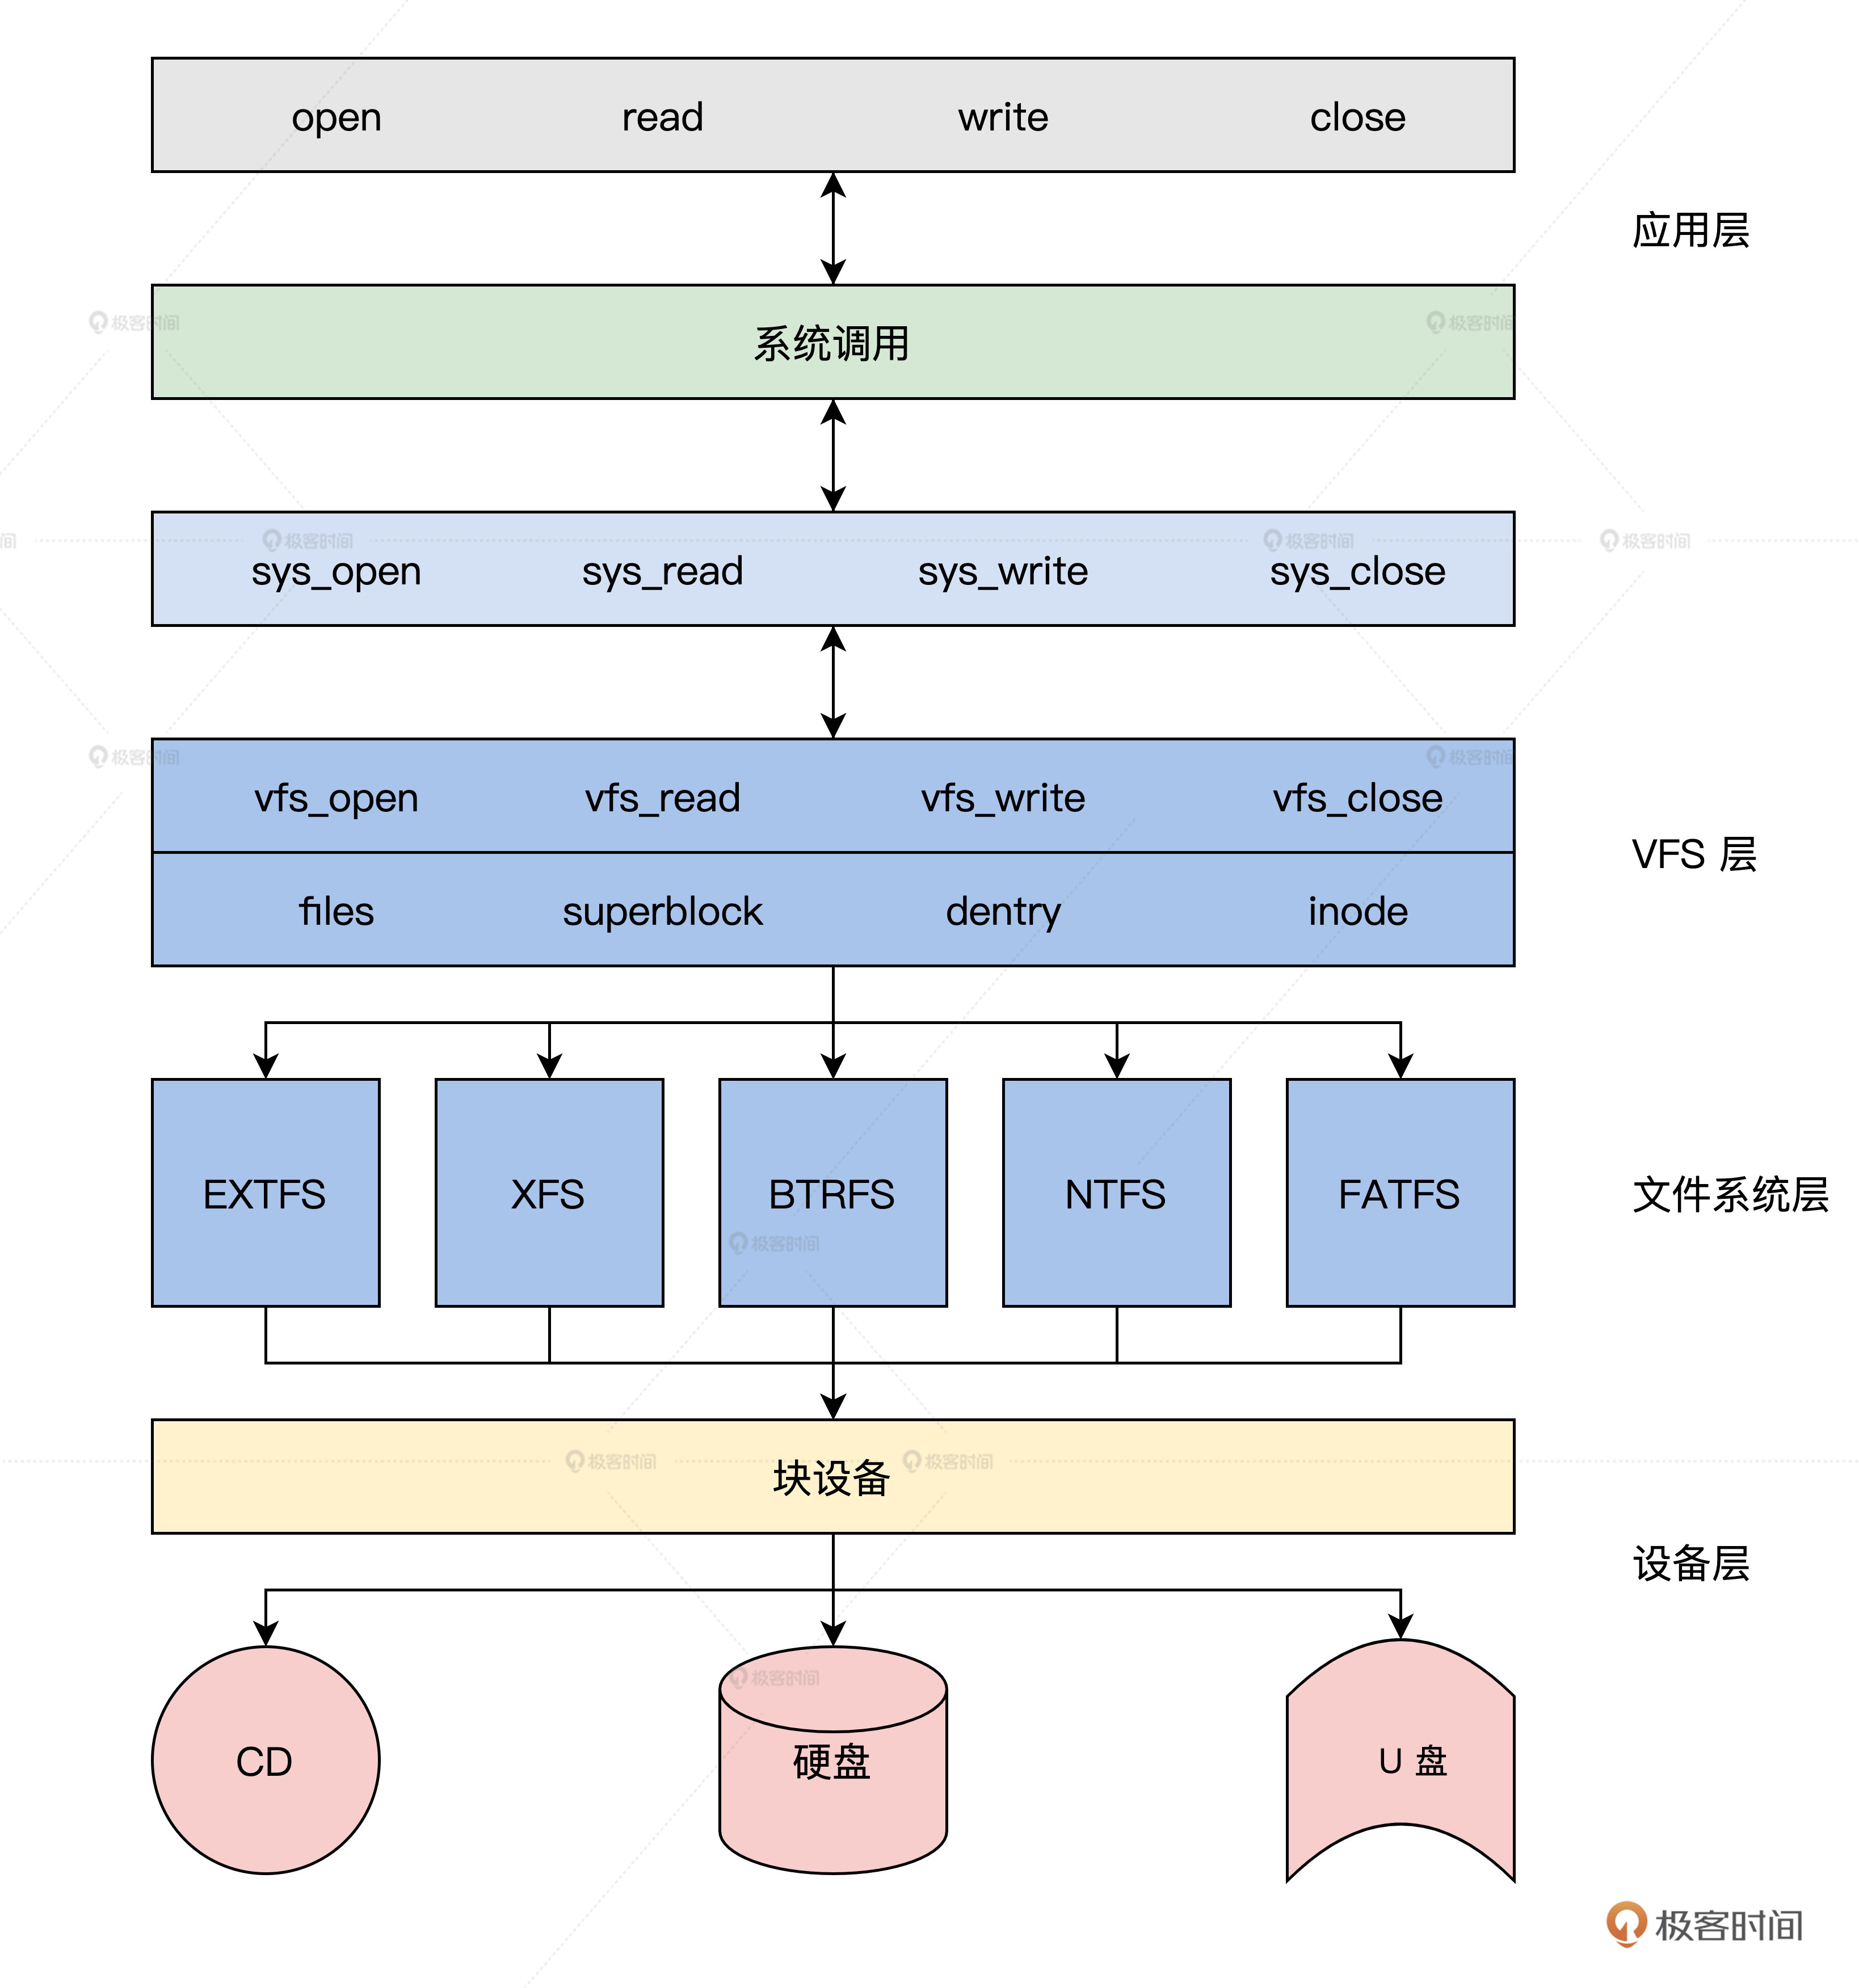 open read write close
应用层
系统调用
sys_open sys_read sys_write sys_close
vfs_open vfs_read vfs_write vfs_close
VFS 层
files superblock dentry inode
EXTFS XFS BTRFS NTFS FATFS
文件系统层
块设备
设备层
CD 硬盘 U 盘
极客时间